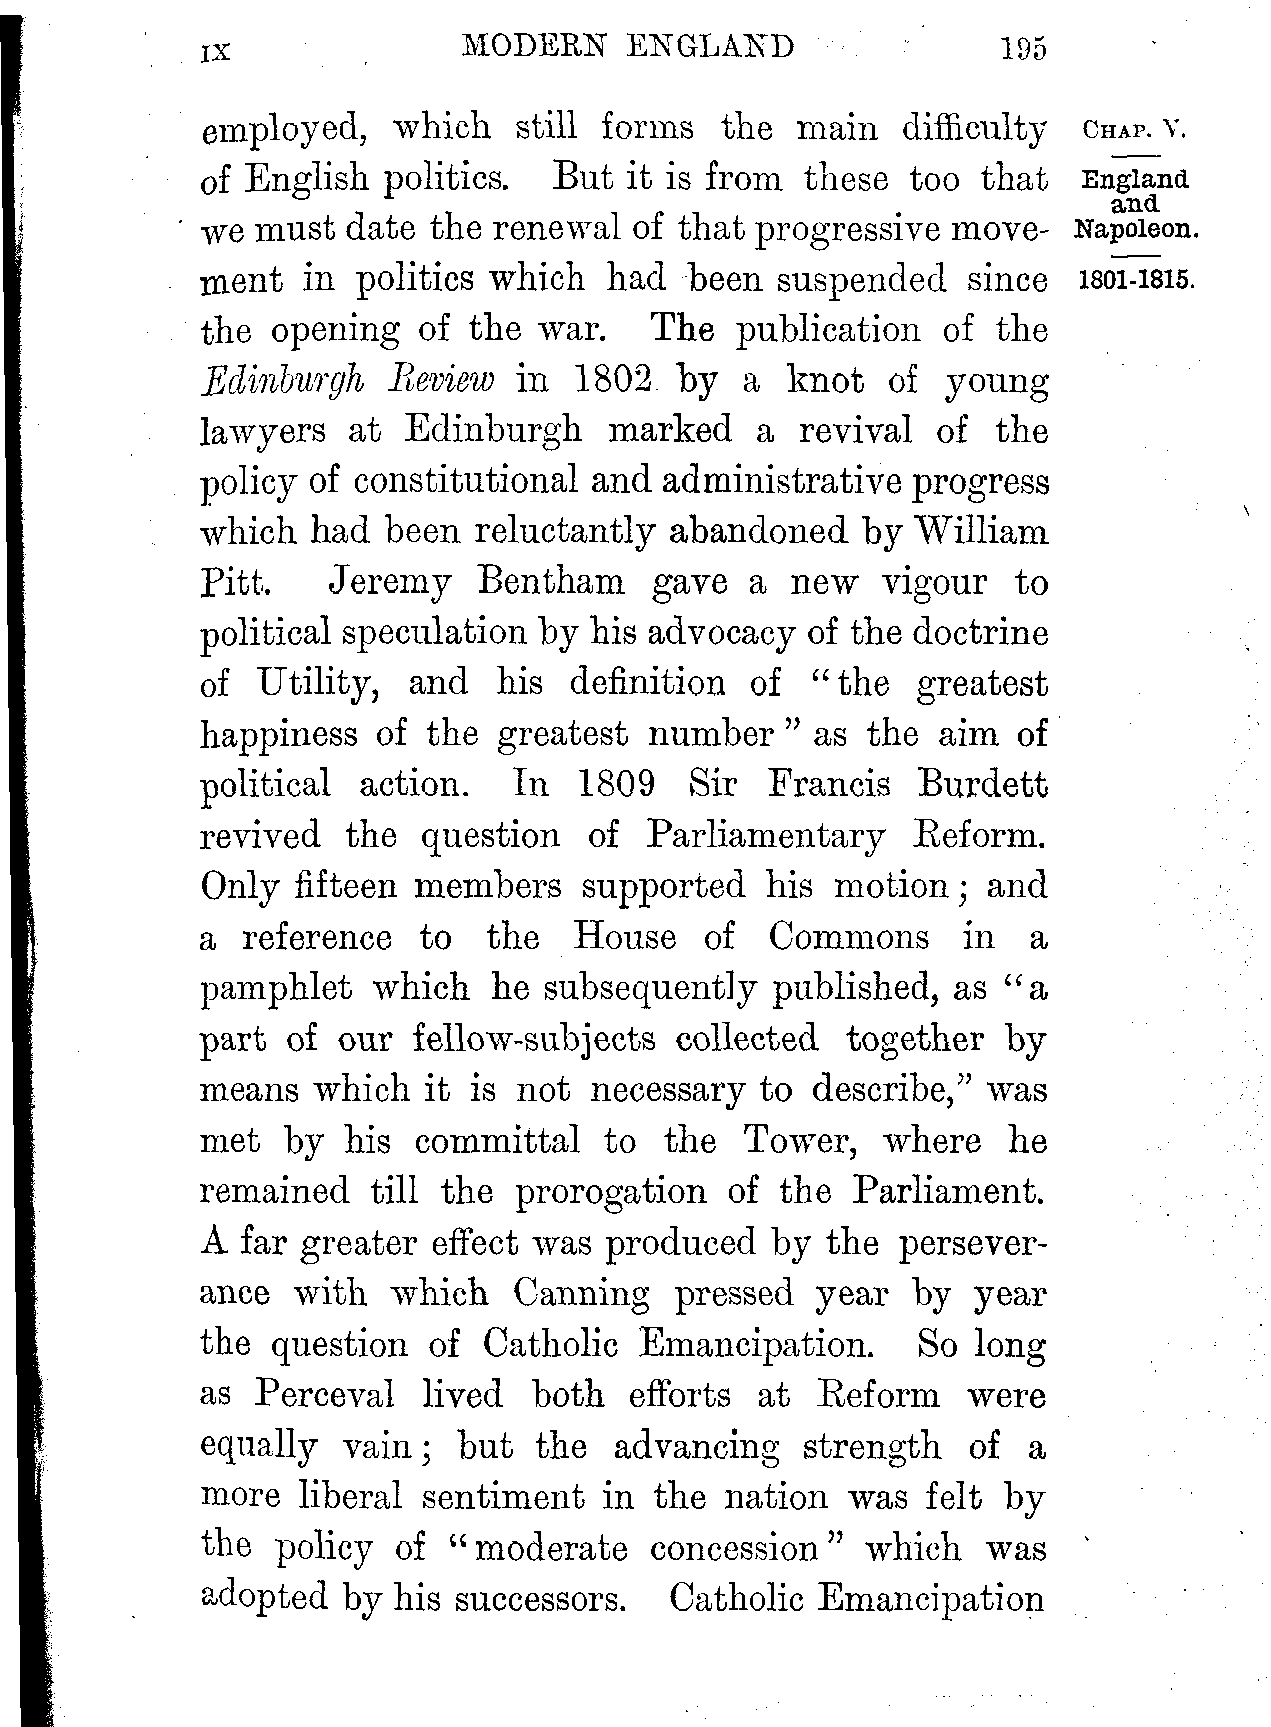 IX MODERN ENGLAND 195
employed, which still forms the main difficulty
of English politics. But it is from these too that
we must date the renewal of that progressive move-
ment in politics which had been suspended since
the opening of the war. The publication of the
Edinburgh Review in 1802 by a knot of young
lawyers at Edinburgh marked a revival of the
policy of constitutional and administrative progress
which had been reluctantly abandoned by William
Pitt. Jeremy Bentham gave a new vigour to
political speculation by his advocacy of the doctrine
of Utility, and his definition of “the greatest
happiness of the greatest number” as the aim of
political action. In 1809 Sir Francis Burdett
revived the question of Parliamentary Reform.
Only fifteen members supported his motion; and
a reference to the House of Commons in a
pamphlet which he subsequently published, as “a
part of our fellow-subjects collected together by
means which it is not necessary to describe,” was
met by his committal to the Tower, where he
remained till the prorogation of the Parliament.
A far greater effect was produced by the persever-
ance with which Canning pressed year by year
the question of Catholic Emancipation. So long
as Perceval lived both efforts at Reform were
equally vain; but the advancing strength of a
more liberal sentiment in the nation was felt by
the policy of “moderate concession” which was
adopted by his successors. Catholic Emancipation
CHAP. V.
England
and
Napoleon.
1801-1815.